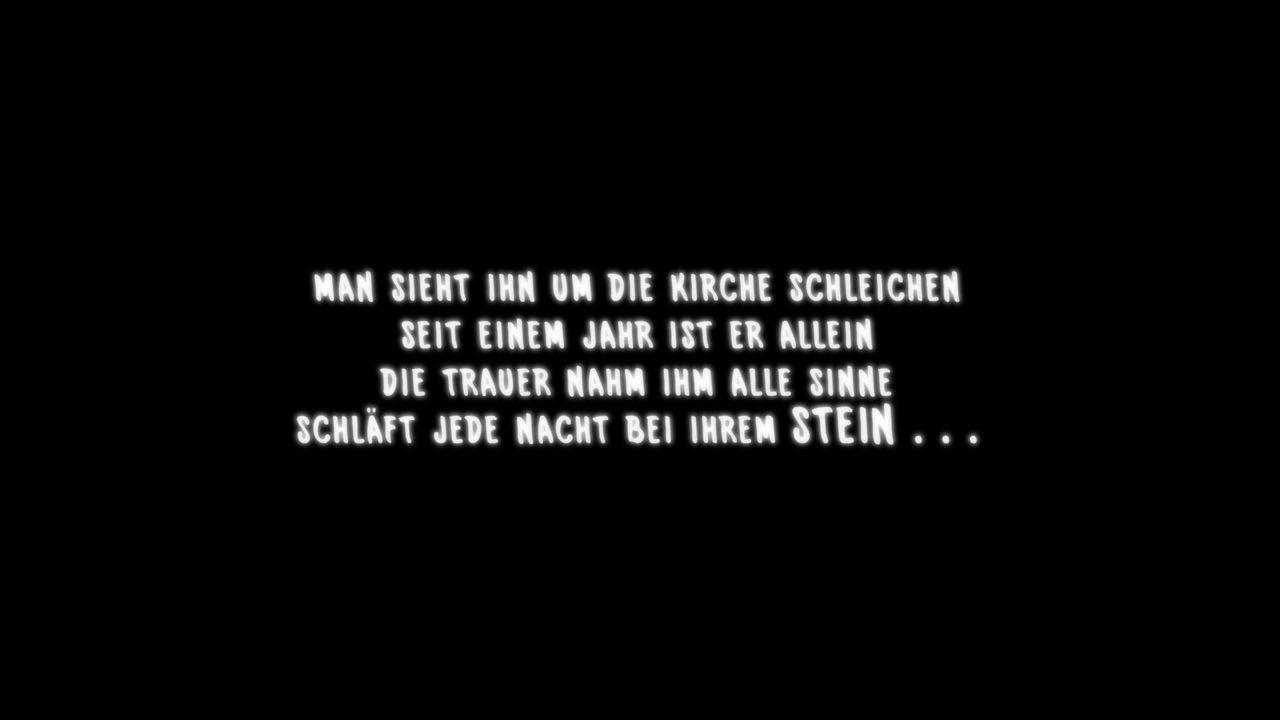 MAN SIEHT IHN UM DIE KIRCHE SCHLEICHEN
SEIT EINEM JAHR IST ER ALLEIN
DIE TRAUER NAHM IHM ALLE SINNE
SCHLÄFT JEDE NACHT BEI IHREM STEIN . . .